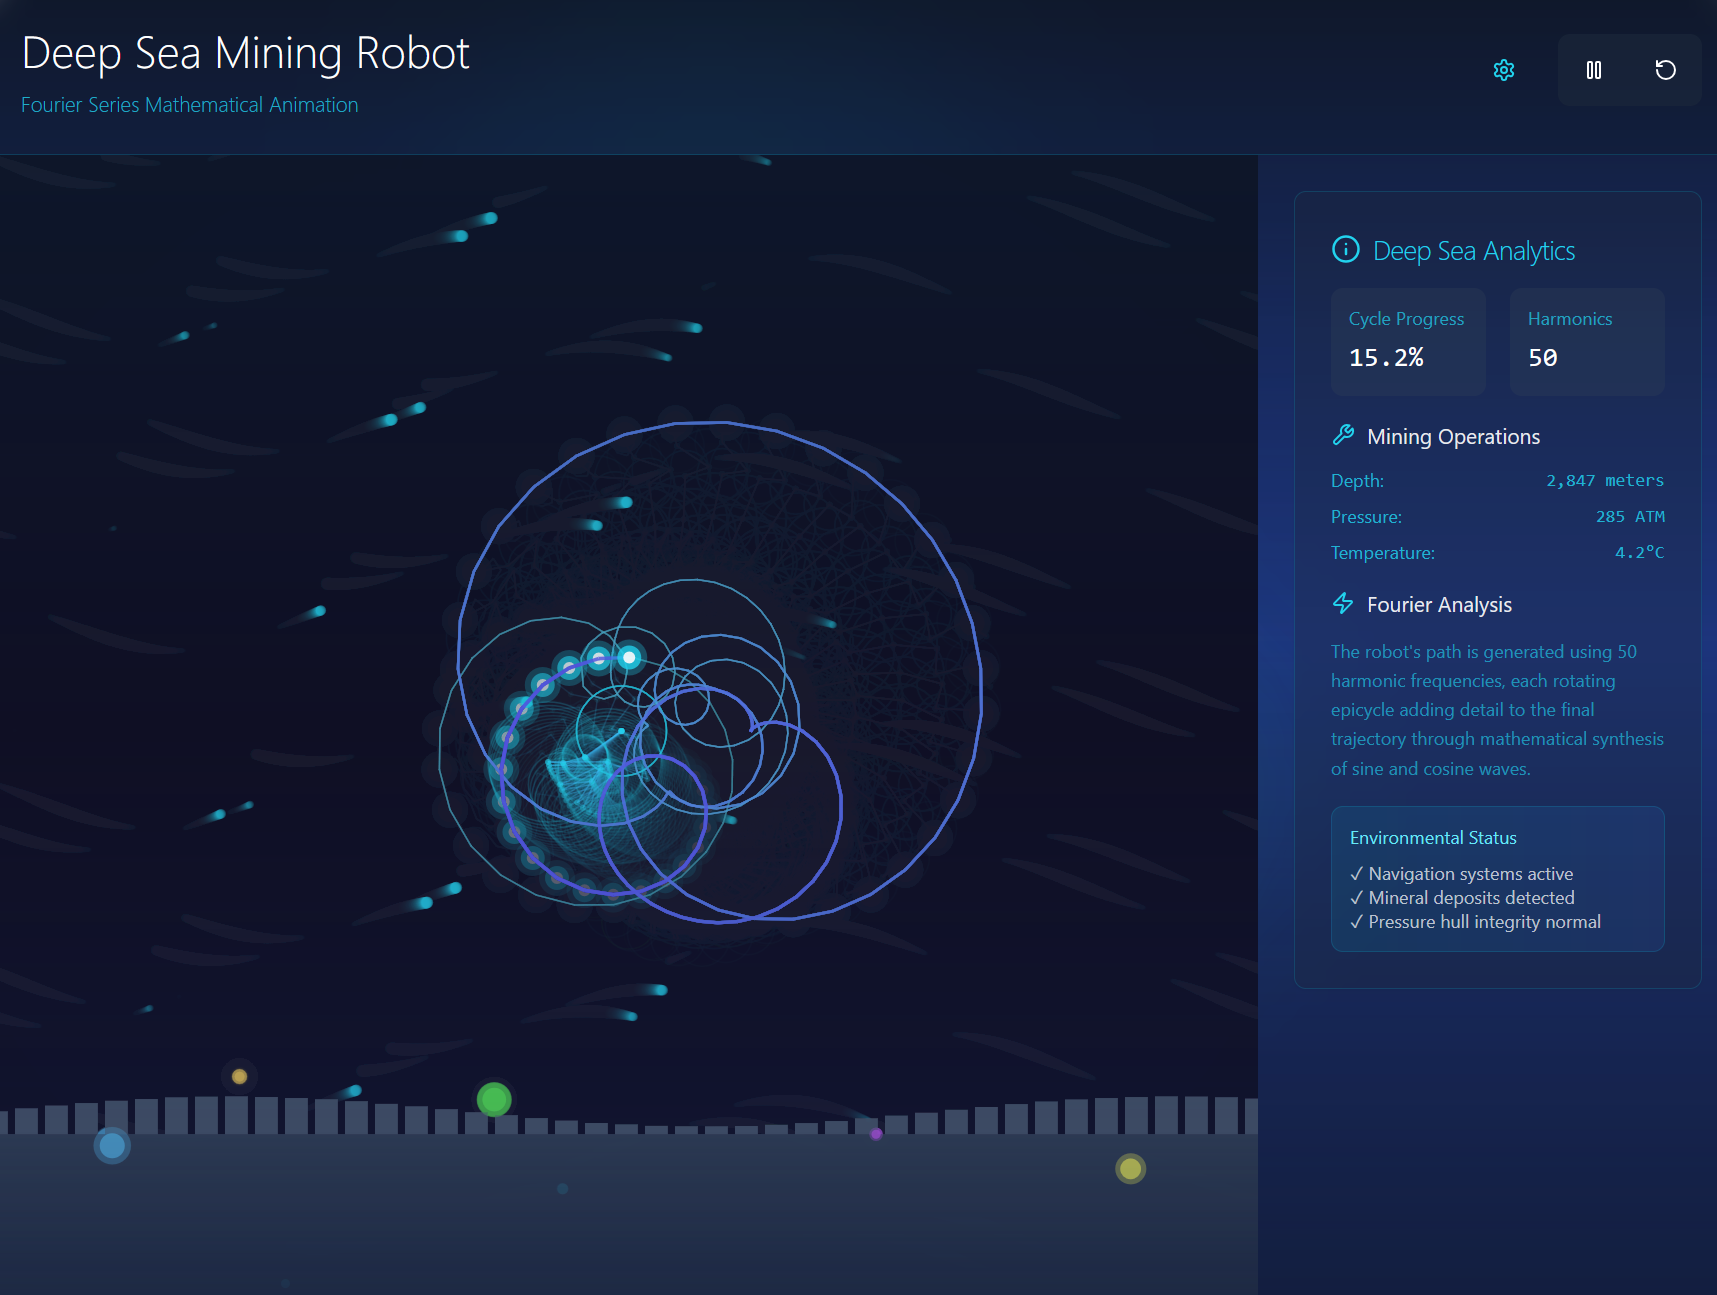 Deep Sea Mining Robot
Fourier Series Mathematical Animation
Deep Sea Analytics
Cycle Progress
15.2%
Harmonics
50
Mining Operations
Depth: 2,847 meters
Pressure: 285 ATM
Temperature: 4.2°C
Fourier Analysis
The robot's path is generated using 50
harmonic frequencies, each rotating
epicycle adding detail to the final
trajectory through mathematical synthesis
of sine and cosine waves.
Environmental Status
✓ Navigation systems active
✓ Mineral deposits detected
✓ Pressure hull integrity normal